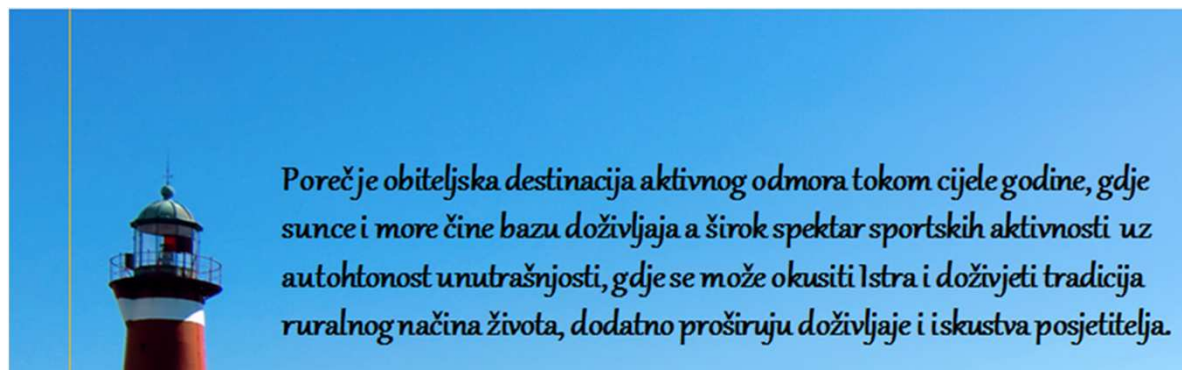 Poreč je obiteljska destinacija aktivnog odmora tokom cijele godine, gdje
sunce i more čine bazu doživljaja a širok spektar sportskih aktivnosti uz
autohtonost unutrašnjosti, gdje se može okusiti Istra i doživjeti tradicija
ruralnog načina života, dodatno proširuju doživljaje i iskustva posjetitelja.